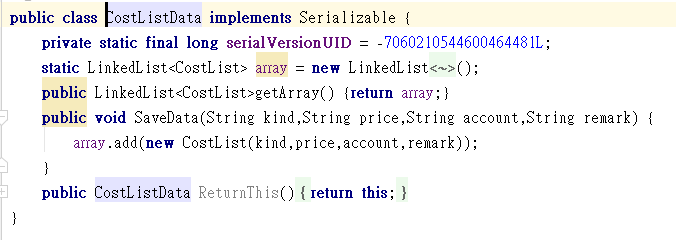 public class CostListData implements Serializable {
    private static final long serialVersionUID = -7060210544600464481L;
    static LinkedList<CostList> array = new LinkedList<~>();
    public LinkedList<CostList>getArray() {return array;}
    public void SaveData(String kind,String price,String account,String remark) {
        array.add(new CostList(kind,price,account,remark));
    }
    public CostListData ReturnThis(){return this;}
}